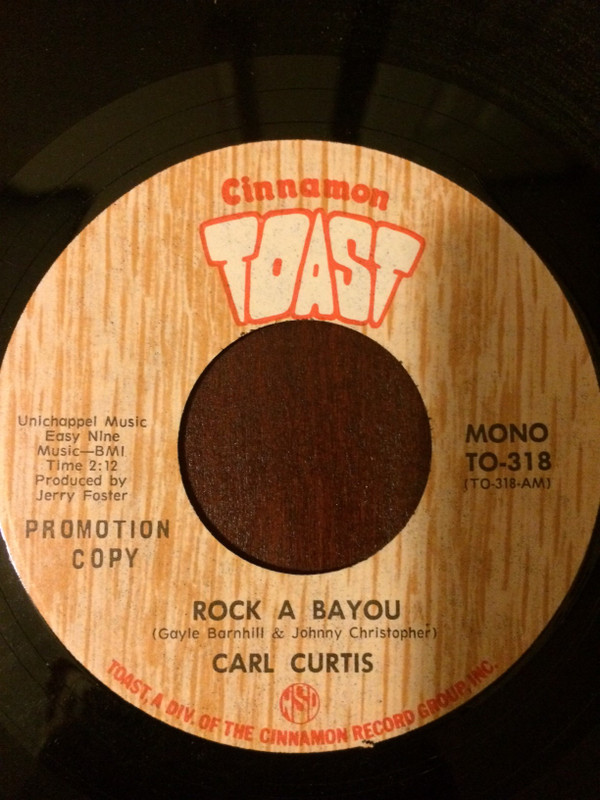 Cinnamon
TOAST
Unichappel Music
Easy Nine
Music—BMI
Time 2:12
Produced by
Jerry Foster
PROMOTION
COPY
MONO
TO-318
(TO-318-AM)
ROCK A BAYOU
(Gayle Barnhill & Johnny Christopher)
CARL CURTIS
TOAST, A DIV. OF THE CINNAMON RECORD GROUP, INC.